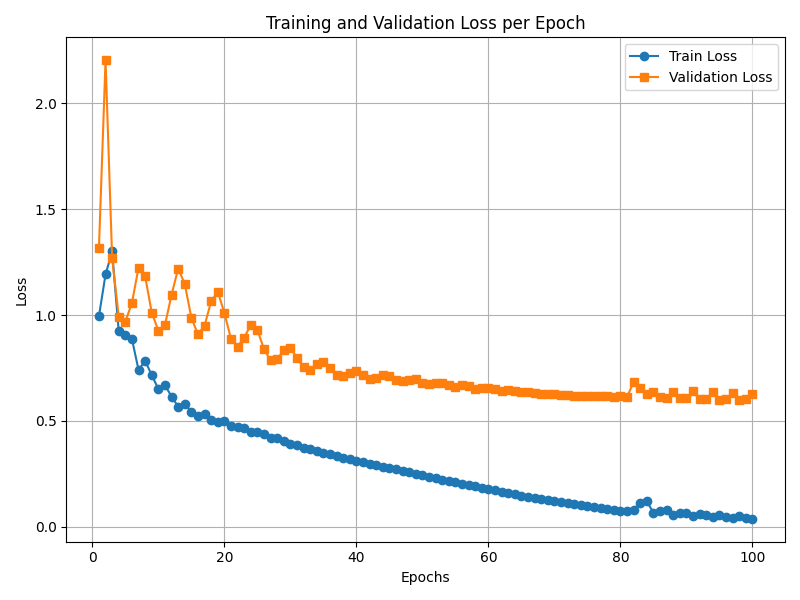 Training and Validation Loss per Epoch
Train Loss
Validation Loss
2.0
1.5
1.0
0.5
0.0
Loss
0 20 40 60 80 100
Epochs